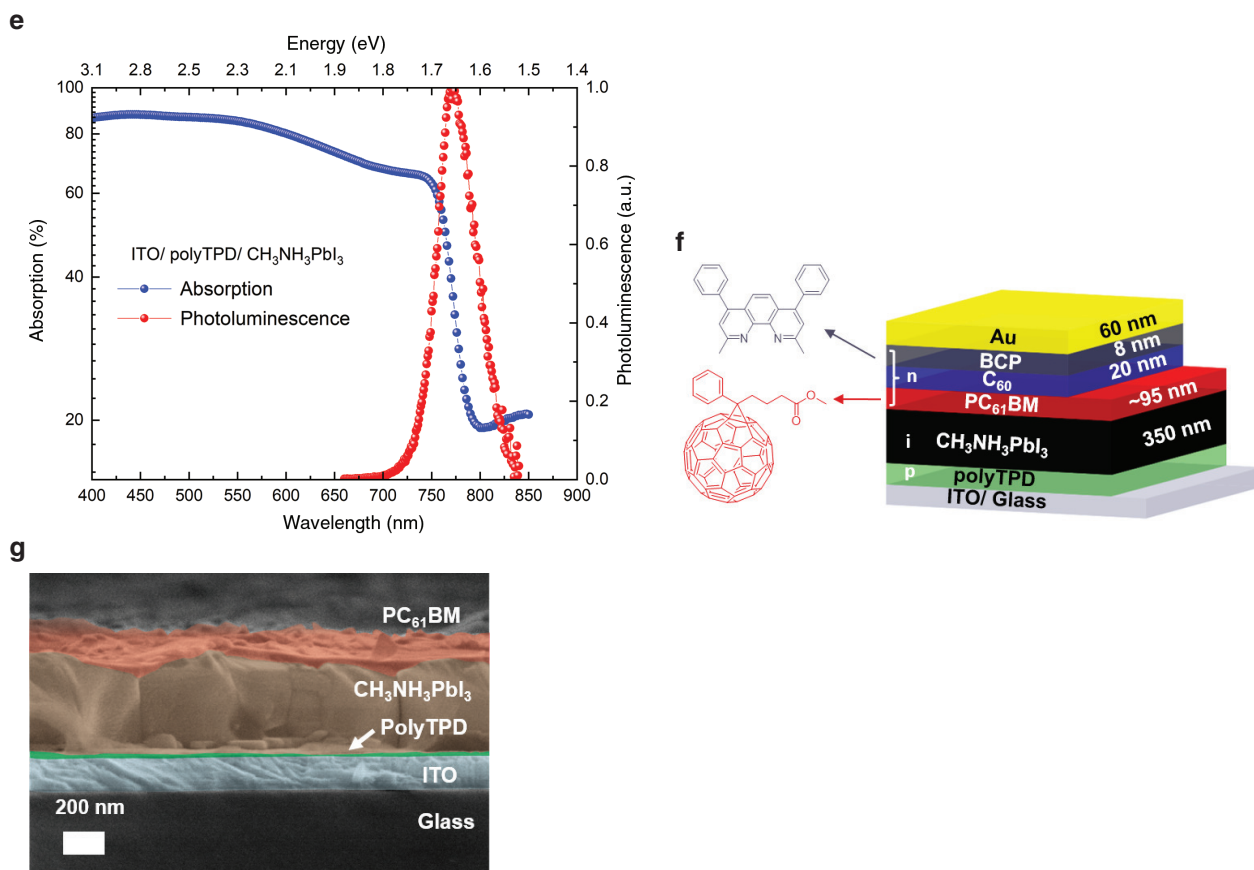 e
Energy (eV)
3.1 2.8 2.5 2.3 2.1 1.9 1.8 1.7 1.6 1.5 1.4
100
80
60
40
20
Absorption (%)
1.0
0.8
0.6
0.4
0.2
0.0
Photoluminescence (a.u.)
ITO/ polyTPD/ CH₃NH₃PbI₃
Absorption
Photoluminescence
400 450 500 550 600 650 700 750 800 850 900
Wavelength (nm)
f
N N
O
O
Au 60 nm
BCP 8 nm
n
C₆₀ 20 nm
PC₆₁BM ~95 nm
i CH₃NH₃PbI₃ 350 nm
p polyTPD
ITO/ Glass
g
PC₆₁BM
CH₃NH₃PbI₃
PolyTPD
ITO
200 nm
Glass